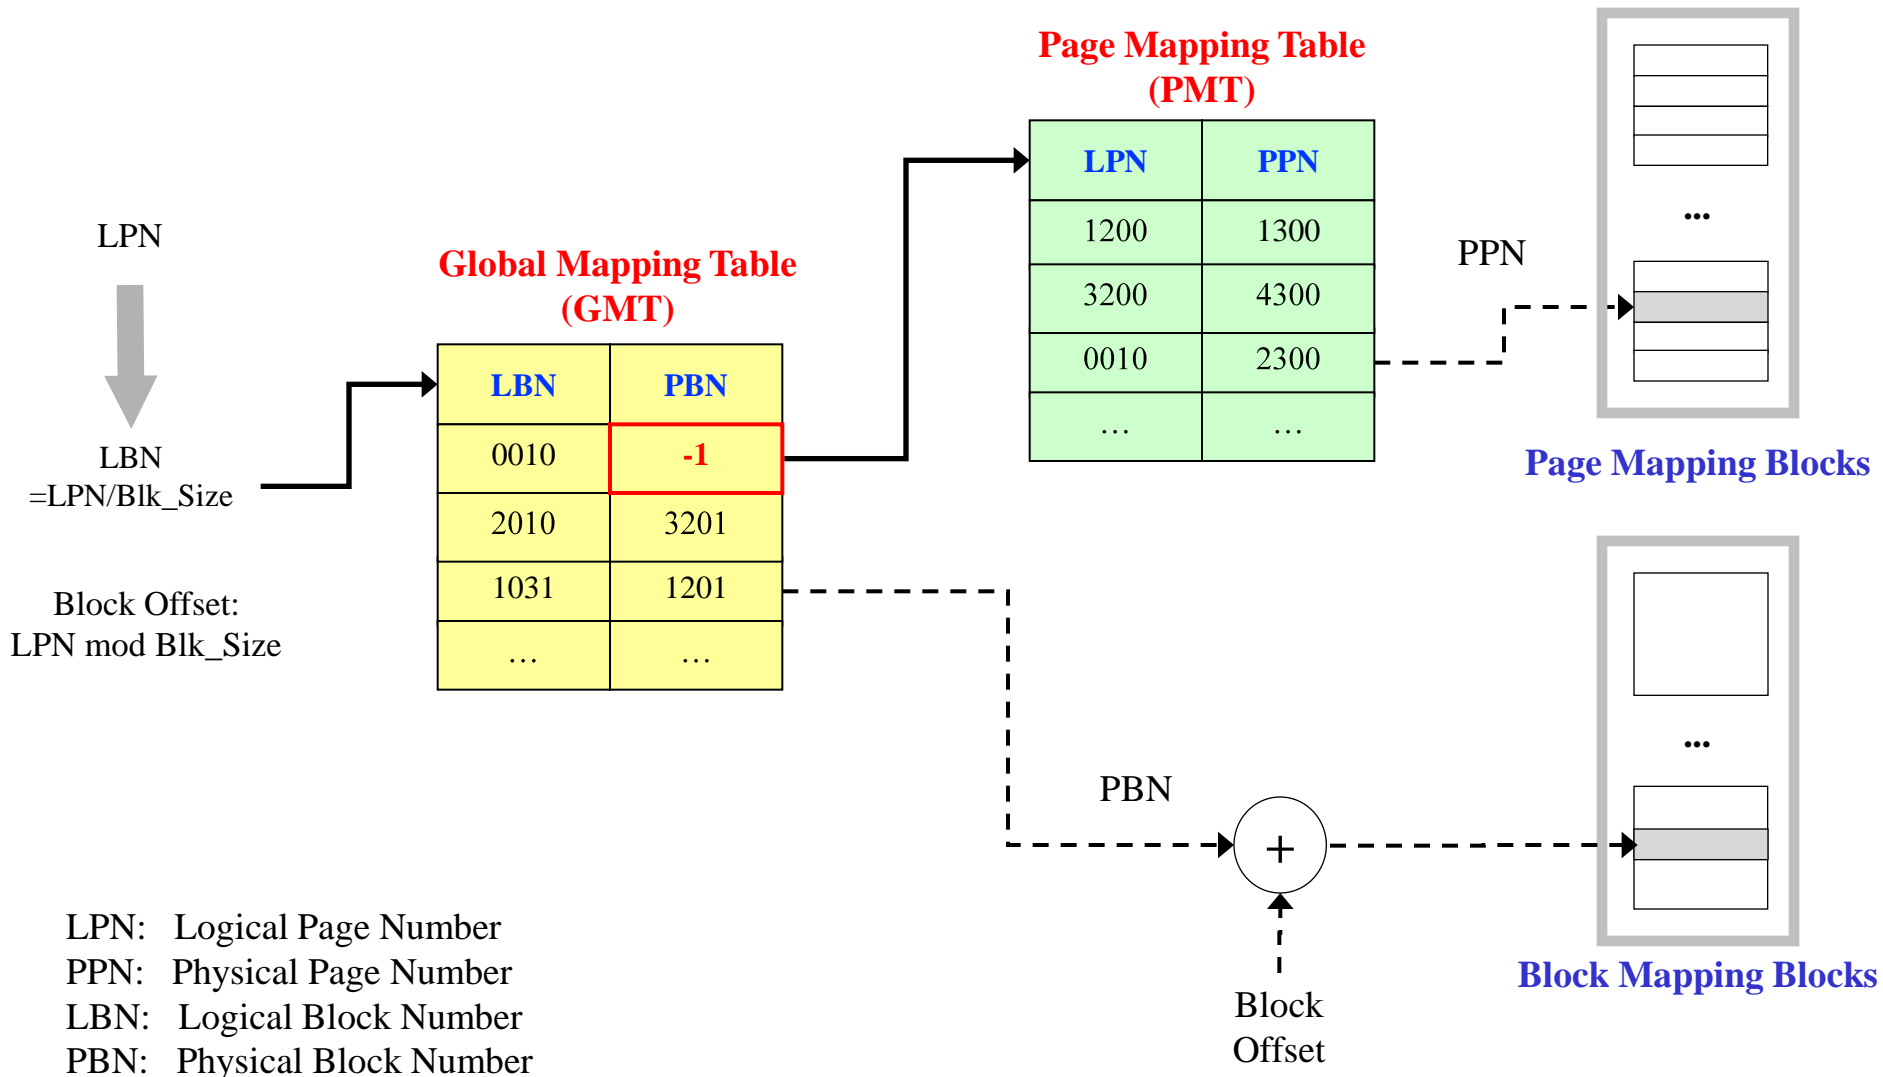 Page Mapping Table
(PMT)
LPN PPN
1200 1300
3200 4300
0010 2300
… …
PPN
...
Page Mapping Blocks
LPN
LBN
=LPN/Blk_Size
Block Offset:
LPN mod Blk_Size
Global Mapping Table
(GMT)
LBN PBN
0010 -1
2010 3201
1031 1201
… …
PBN
+
Block
Offset
...
Block Mapping Blocks
LPN: Logical Page Number
PPN: Physical Page Number
LBN: Logical Block Number
PBN: Physical Block Number